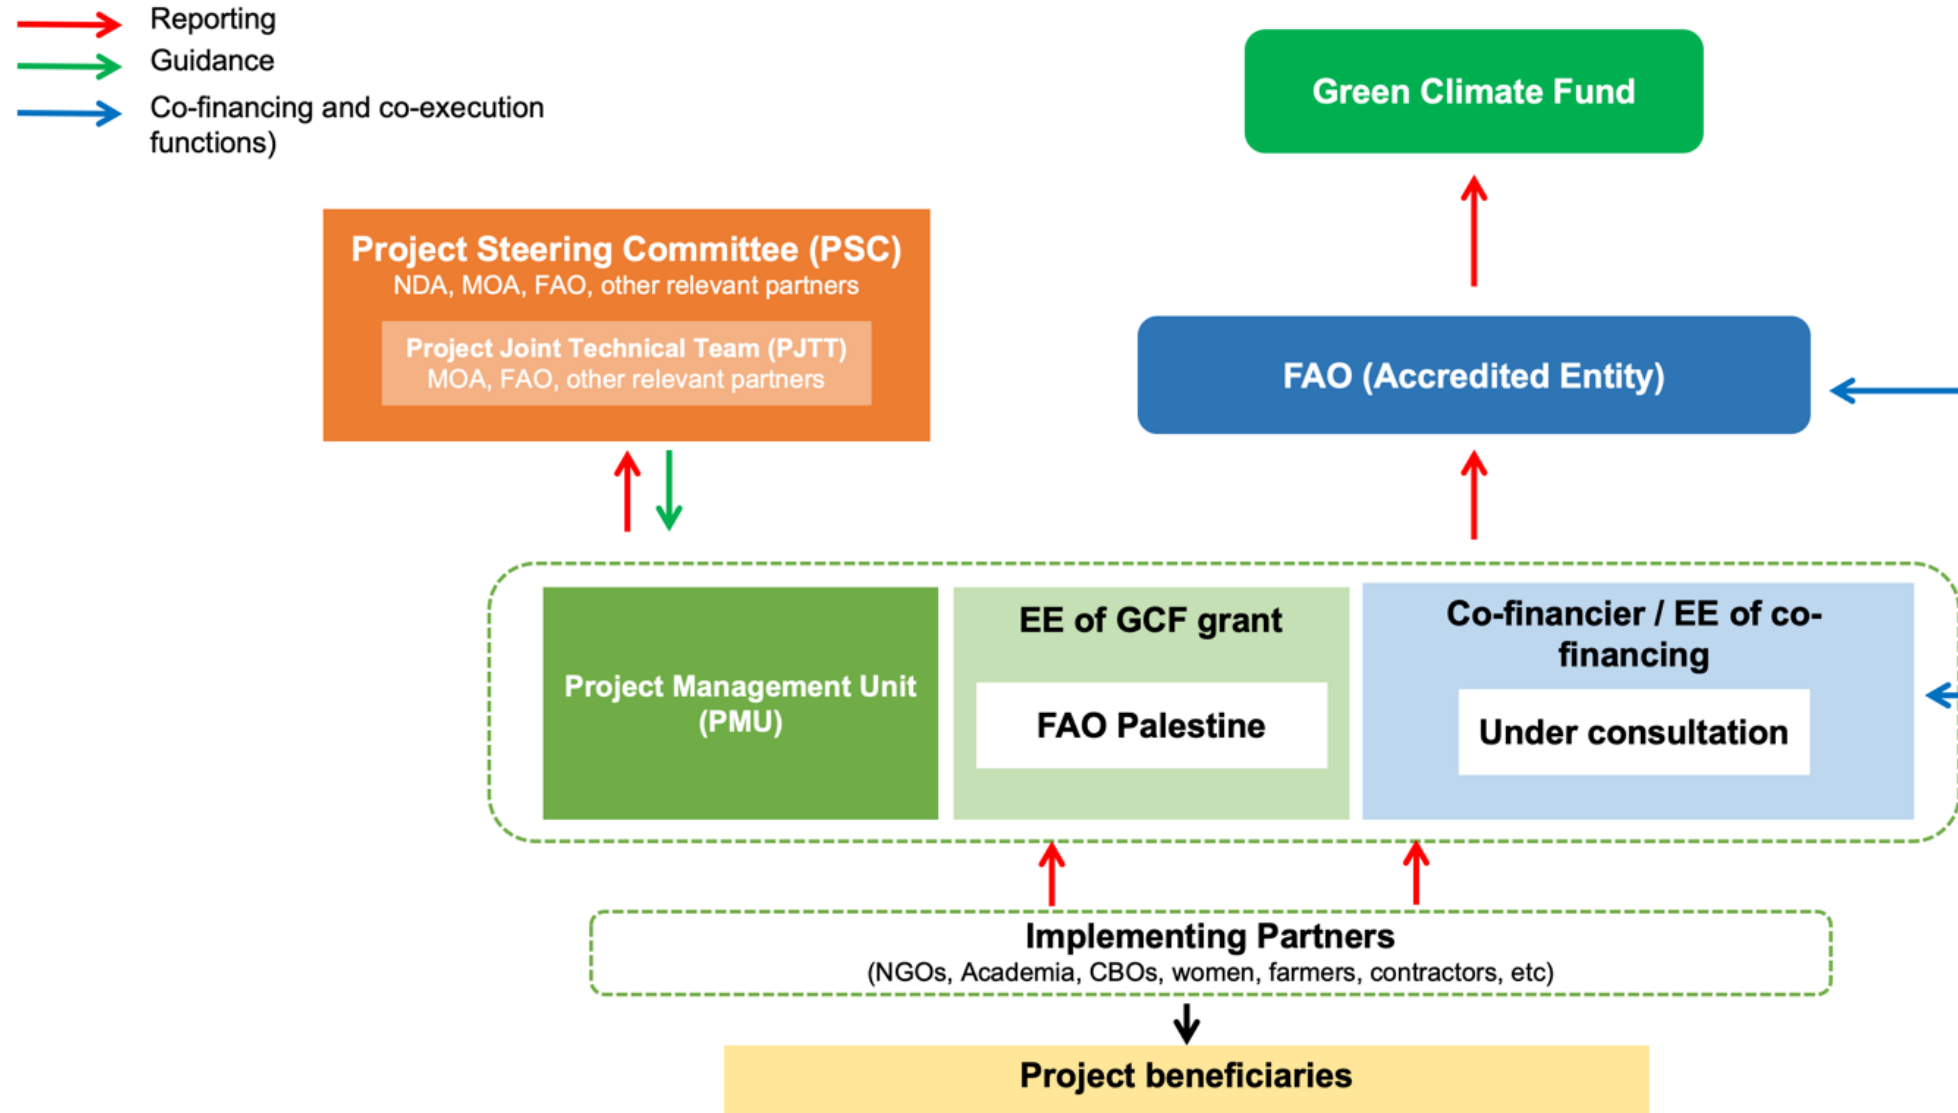 Reporting
Guidance
Co-financing and co-execution
functions)
Green Climate Fund
Project Steering Committee (PSC)
NDA, MOA, FAO, other relevant partners
Project Joint Technical Team (PJTT)
MOA, FAO, other relevant partners
FAO (Accredited Entity)
Project Management Unit
(PMU)
EE of GCF grant
FAO Palestine
Co-financier / EE of co-
financing
Under consultation
Implementing Partners
(NGOs, Academia, CBOs, women, farmers, contractors, etc)
Project beneficiaries